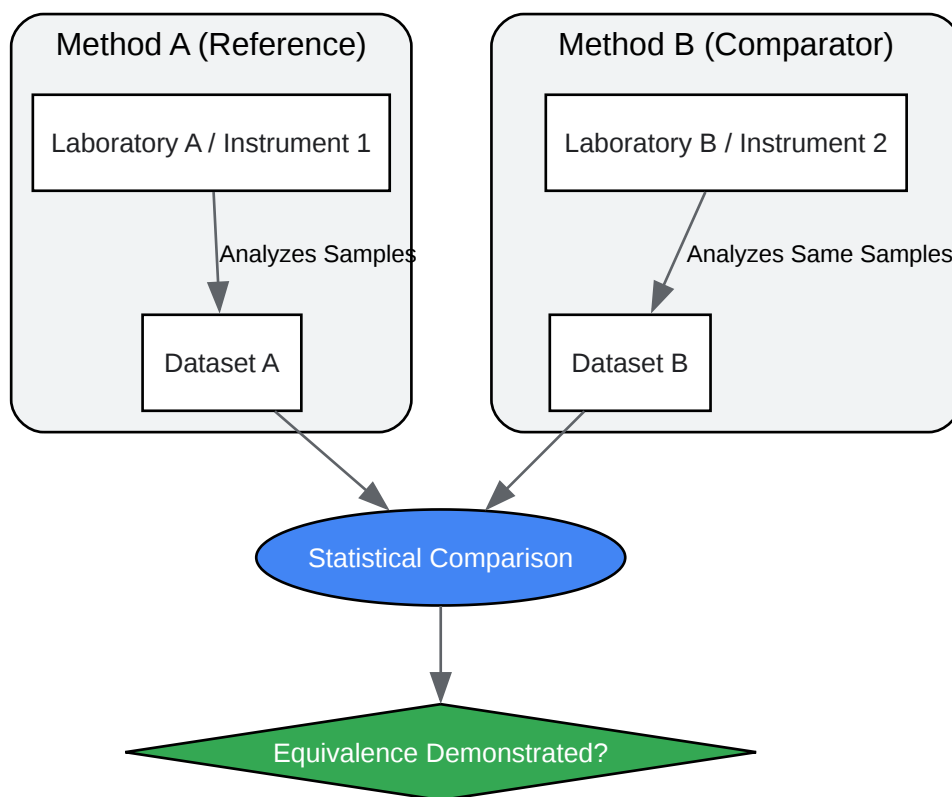 Method A (Reference)
Laboratory A / Instrument 1
Analyzes Samples
Dataset A
Method B (Comparator)
Laboratory B / Instrument 2
Analyzes Same Samples
Dataset B
Statistical Comparison
Equivalence Demonstrated?